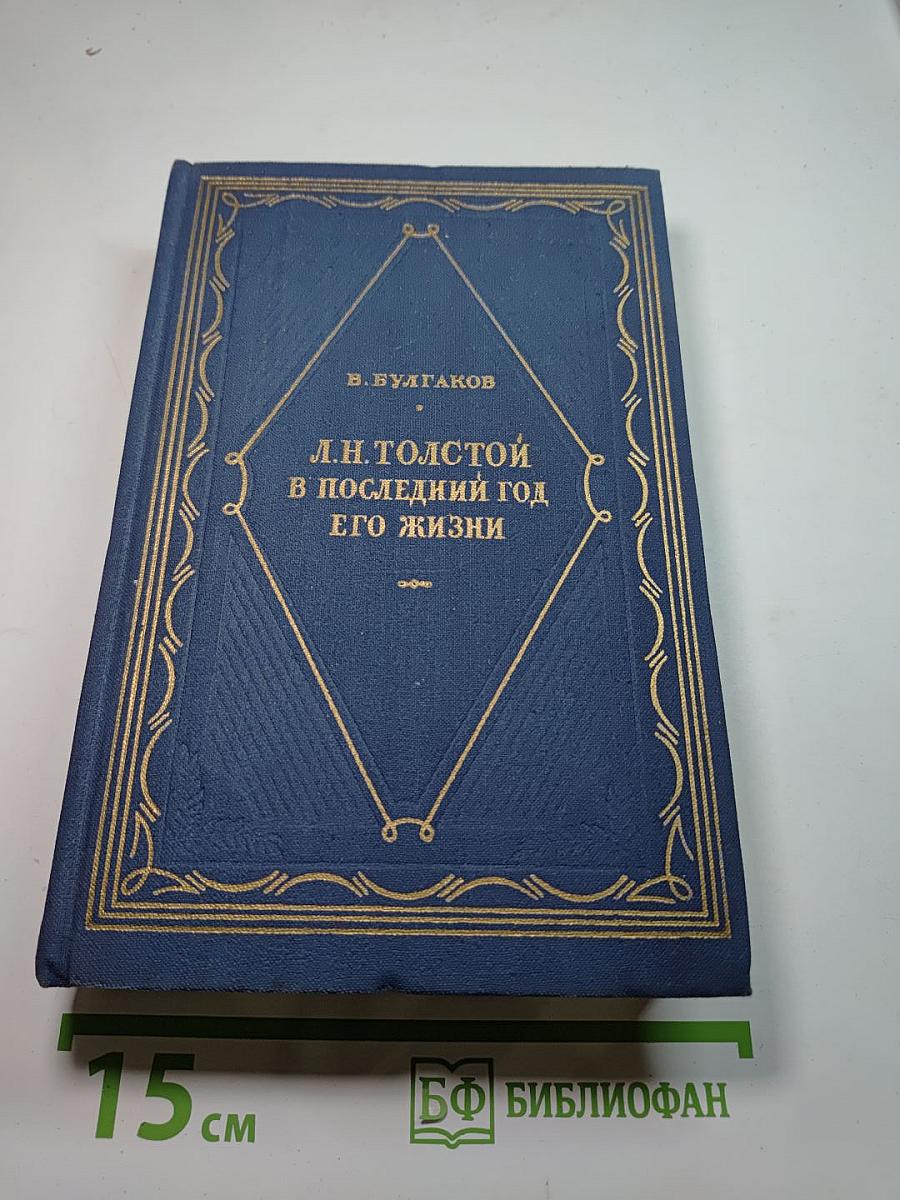 В. БУЛГАКОВ
Л.Н.ТОЛСТОЙ
В ПОСЛЕДНИЙ ГОД
ЕГО ЖИЗНИ
15 см
БФ БИБЛИОФАН